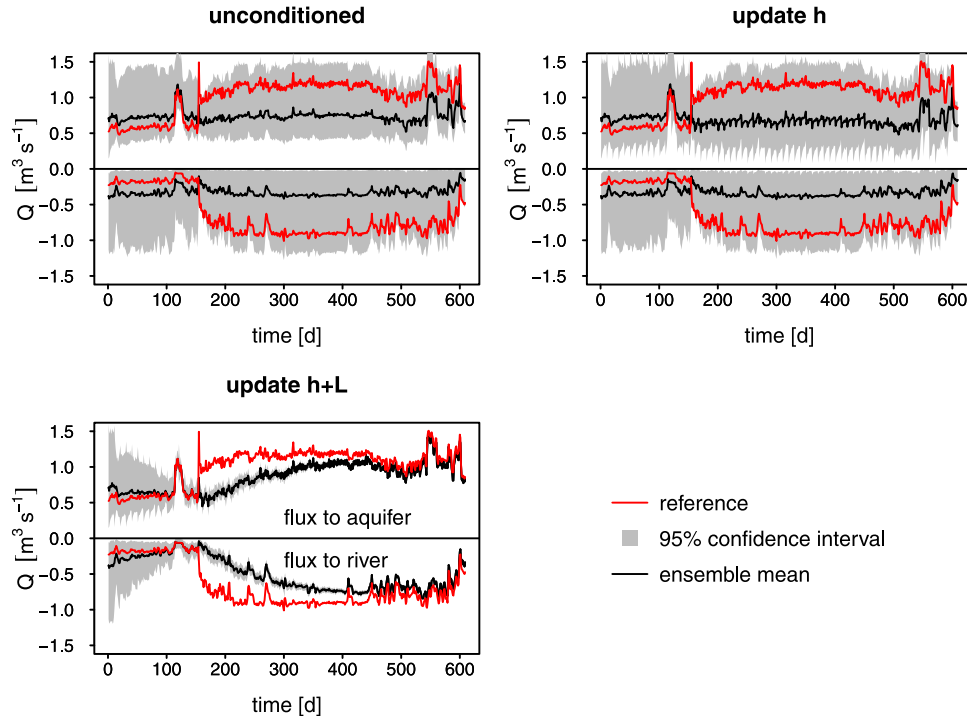 unconditioned
1.5
1.0
0.5
0.0
−0.5
−1.0
−1.5
Q [m³ s⁻¹]
0 100 200 300 400 500 600
time [d]
update h
1.5
1.0
0.5
0.0
−0.5
−1.0
−1.5
Q [m³ s⁻¹]
0 100 200 300 400 500 600
time [d]
update h+L
1.5
1.0
0.5
0.0
−0.5
−1.0
−1.5
Q [m³ s⁻¹]
flux to aquifer
flux to river
0 100 200 300 400 500 600
time [d]
reference
95% confidence interval
ensemble mean